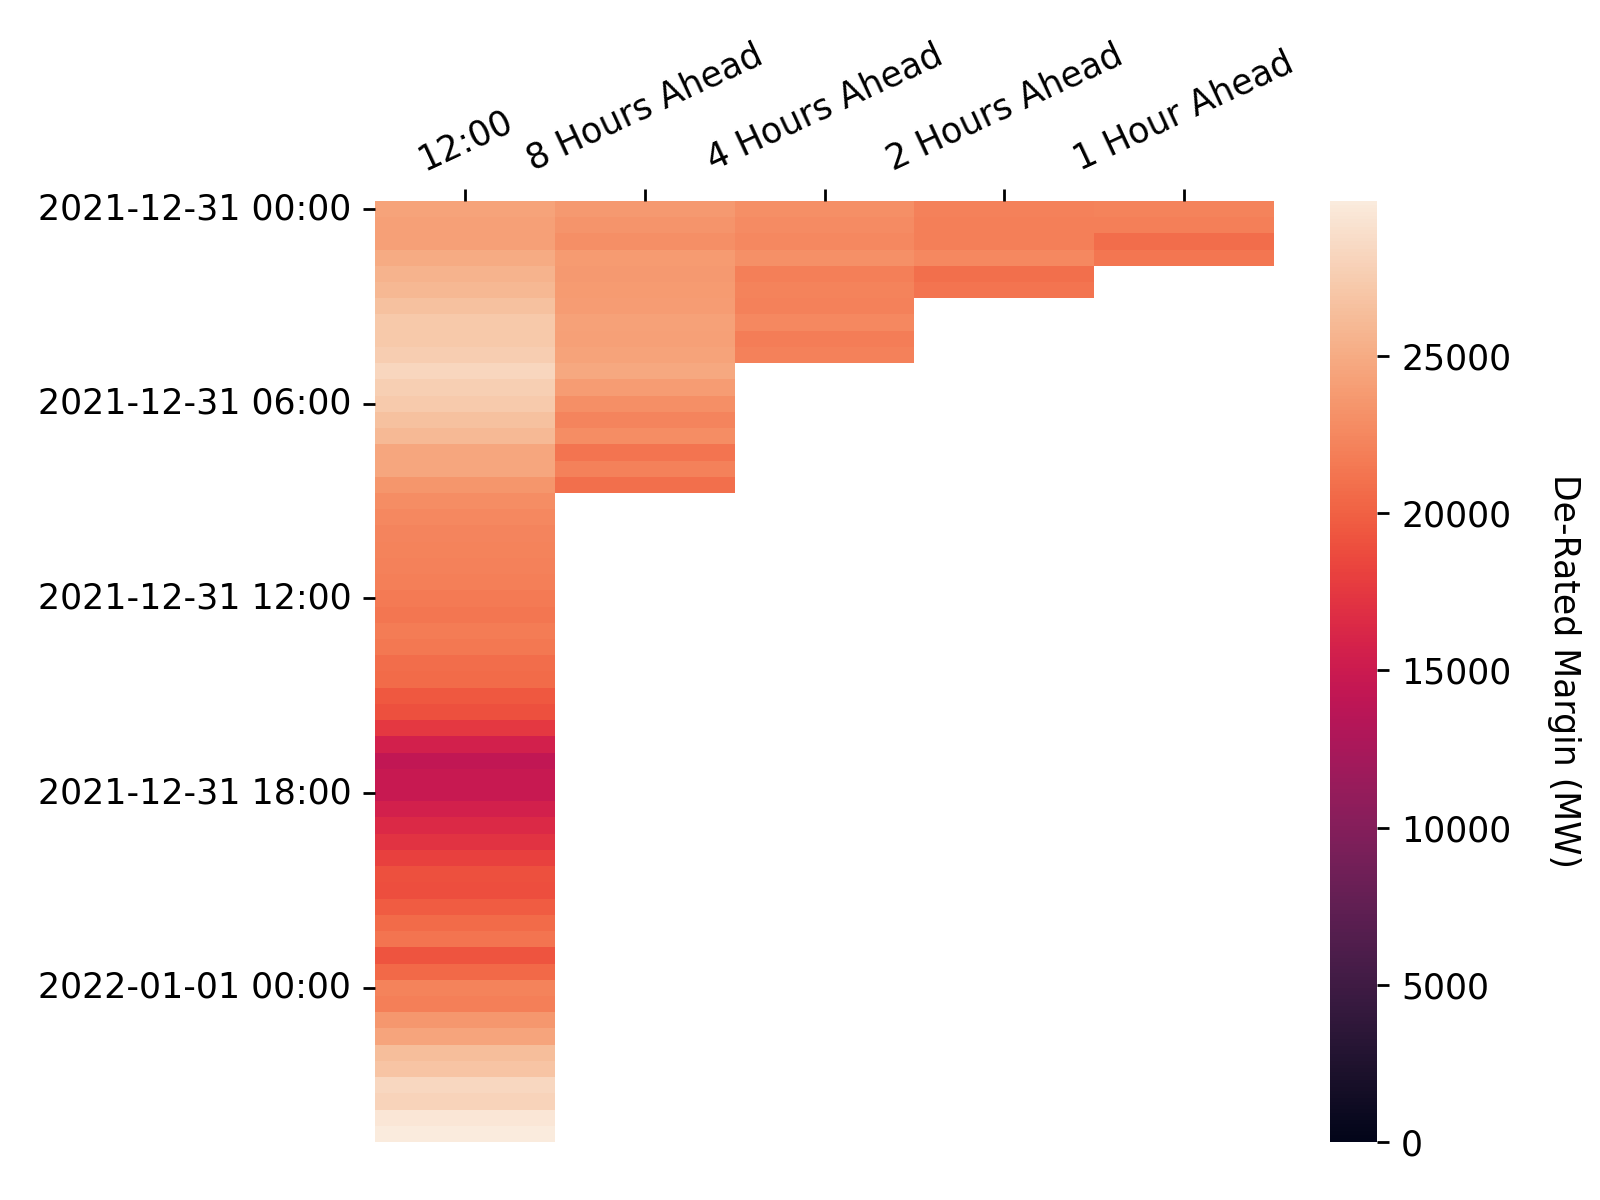 12:00
8 Hours Ahead
4 Hours Ahead
2 Hours Ahead
1 Hour Ahead
2021-12-31 00:00
2021-12-31 06:00
2021-12-31 12:00
2021-12-31 18:00
2022-01-01 00:00
25000
20000
15000
10000
5000
0
De-Rated Margin (MW)